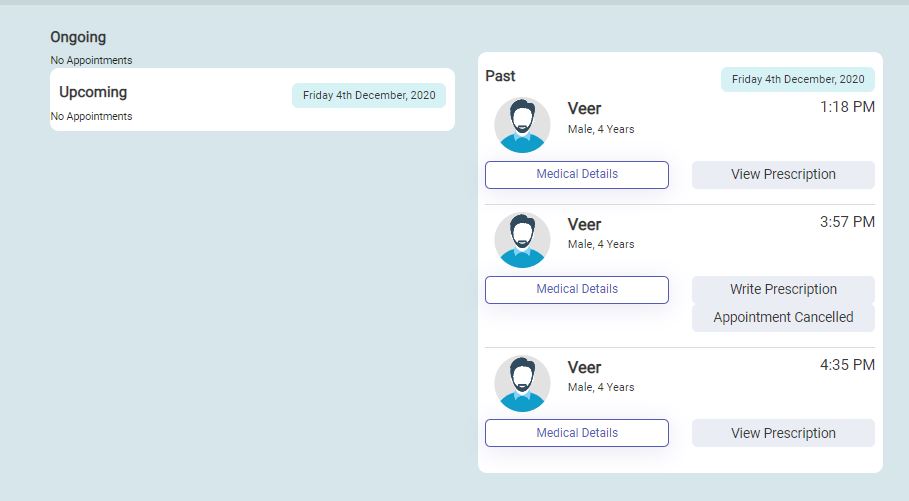 Ongoing
No Appointments
Upcoming
Friday 4th December, 2020
No Appointments
Past
Friday 4th December, 2020
Veer
1:18 PM
Male, 4 Years
Medical Details
View Prescription
Veer
3:57 PM
Male, 4 Years
Medical Details
Write Prescription
Appointment Cancelled
Veer
4:35 PM
Male, 4 Years
Medical Details
View Prescription